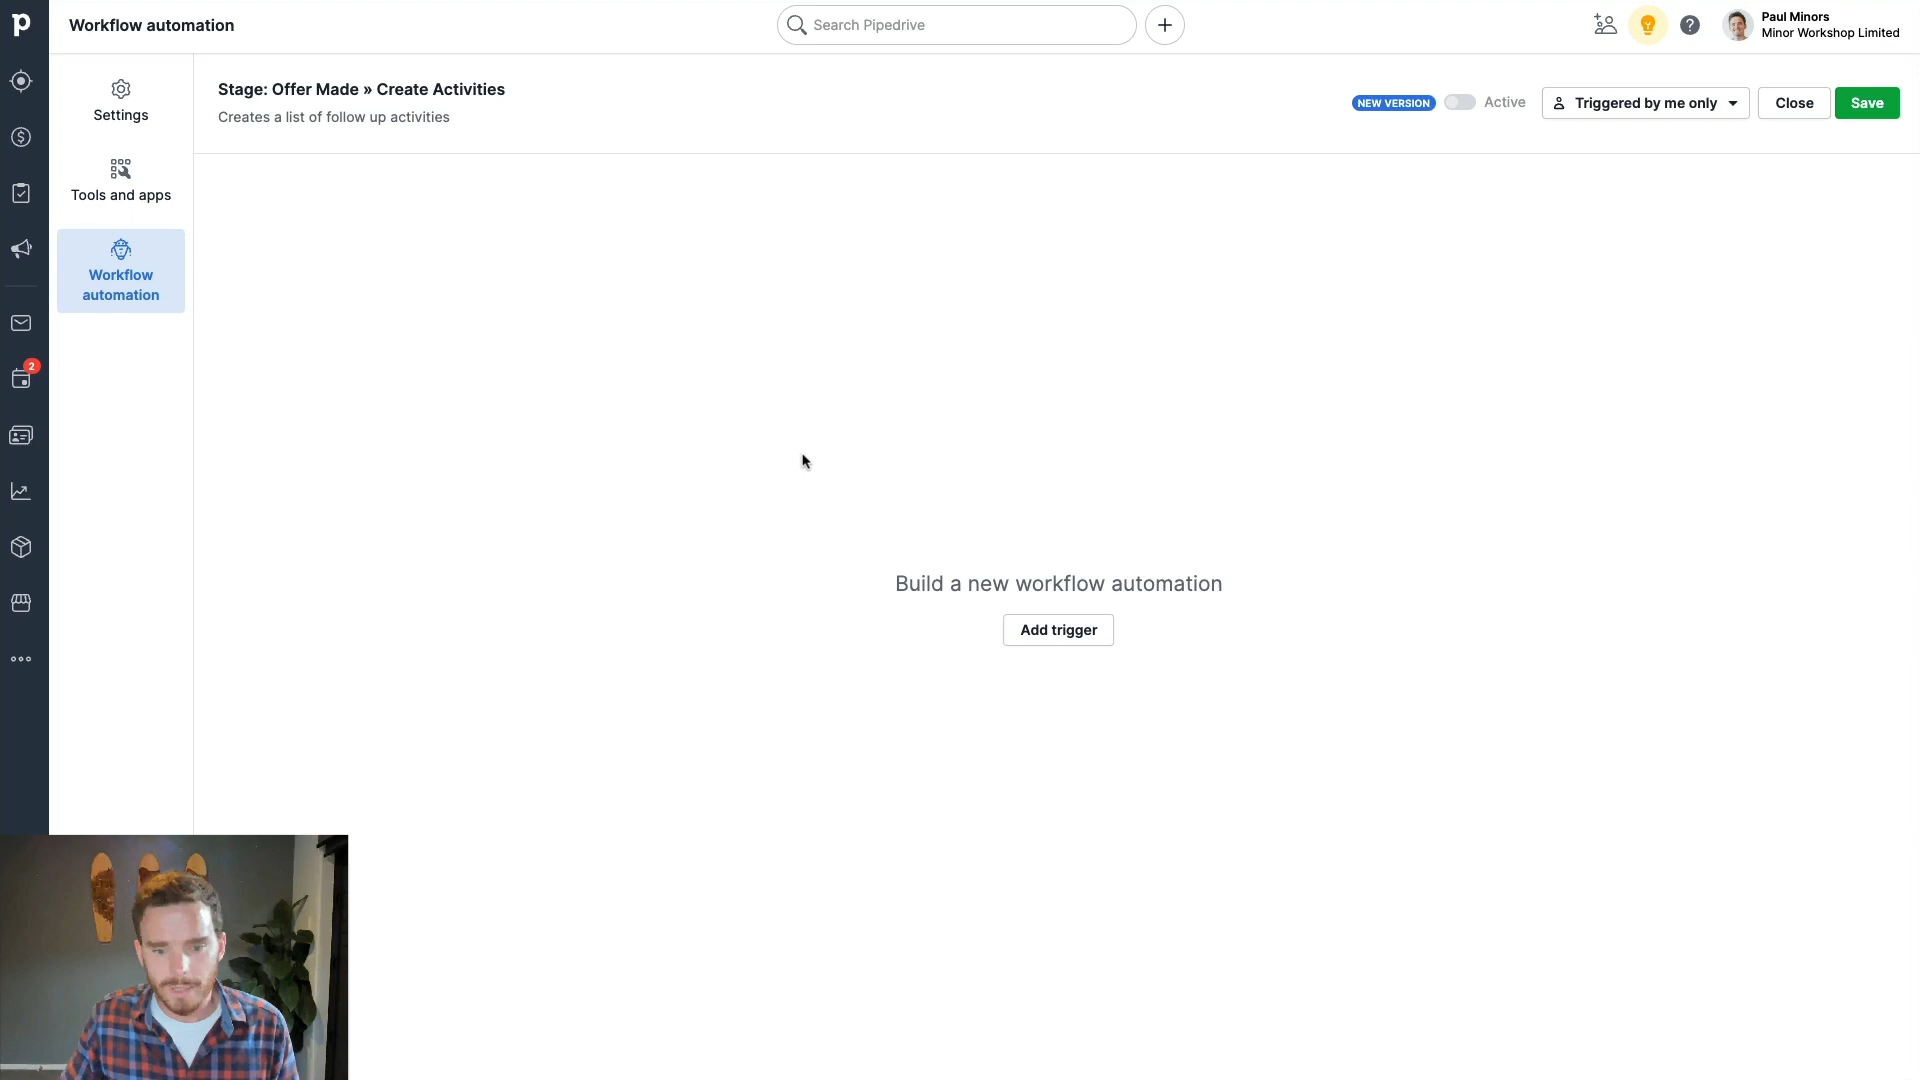 Workflow automation
Search Pipedrive
Paul Minors
Minor Workshop Limited
Settings
Tools and apps
Workflow
automation
2
Stage: Offer Made » Create Activities
Creates a list of follow up activities
NEW VERSION
Active
Triggered by me only
Close
Save
Build a new workflow automation
Add trigger